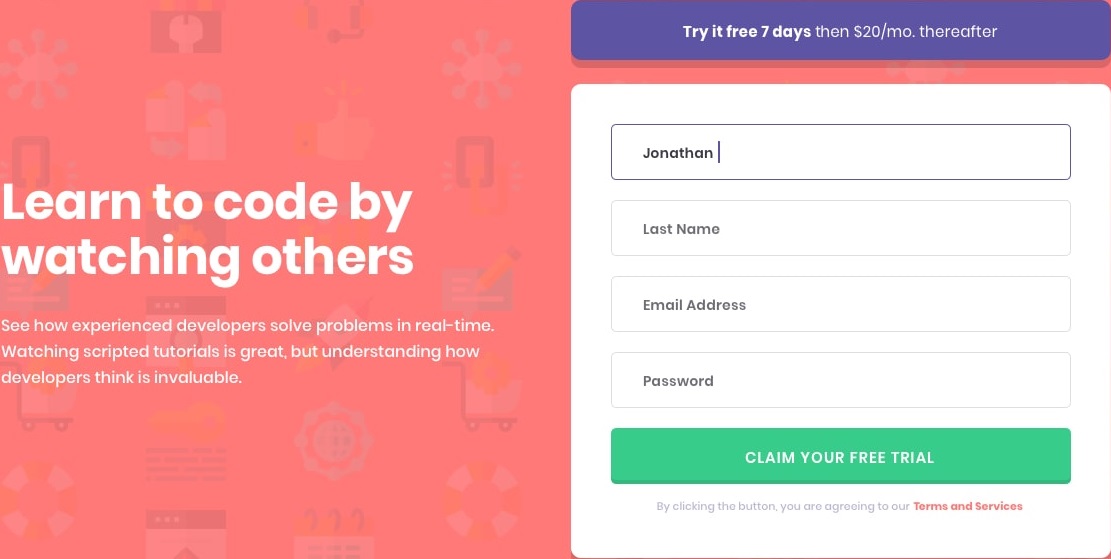 Try it free 7 days then $20/mo. thereafter
Learn to code by
watching others
See how experienced developers solve problems in real-time.
Watching scripted tutorials is great, but understanding how
developers think is invaluable.
Jonathan
Last Name
Email Address
Password
CLAIM YOUR FREE TRIAL
By clicking the button, you are agreeing to our Terms and Services